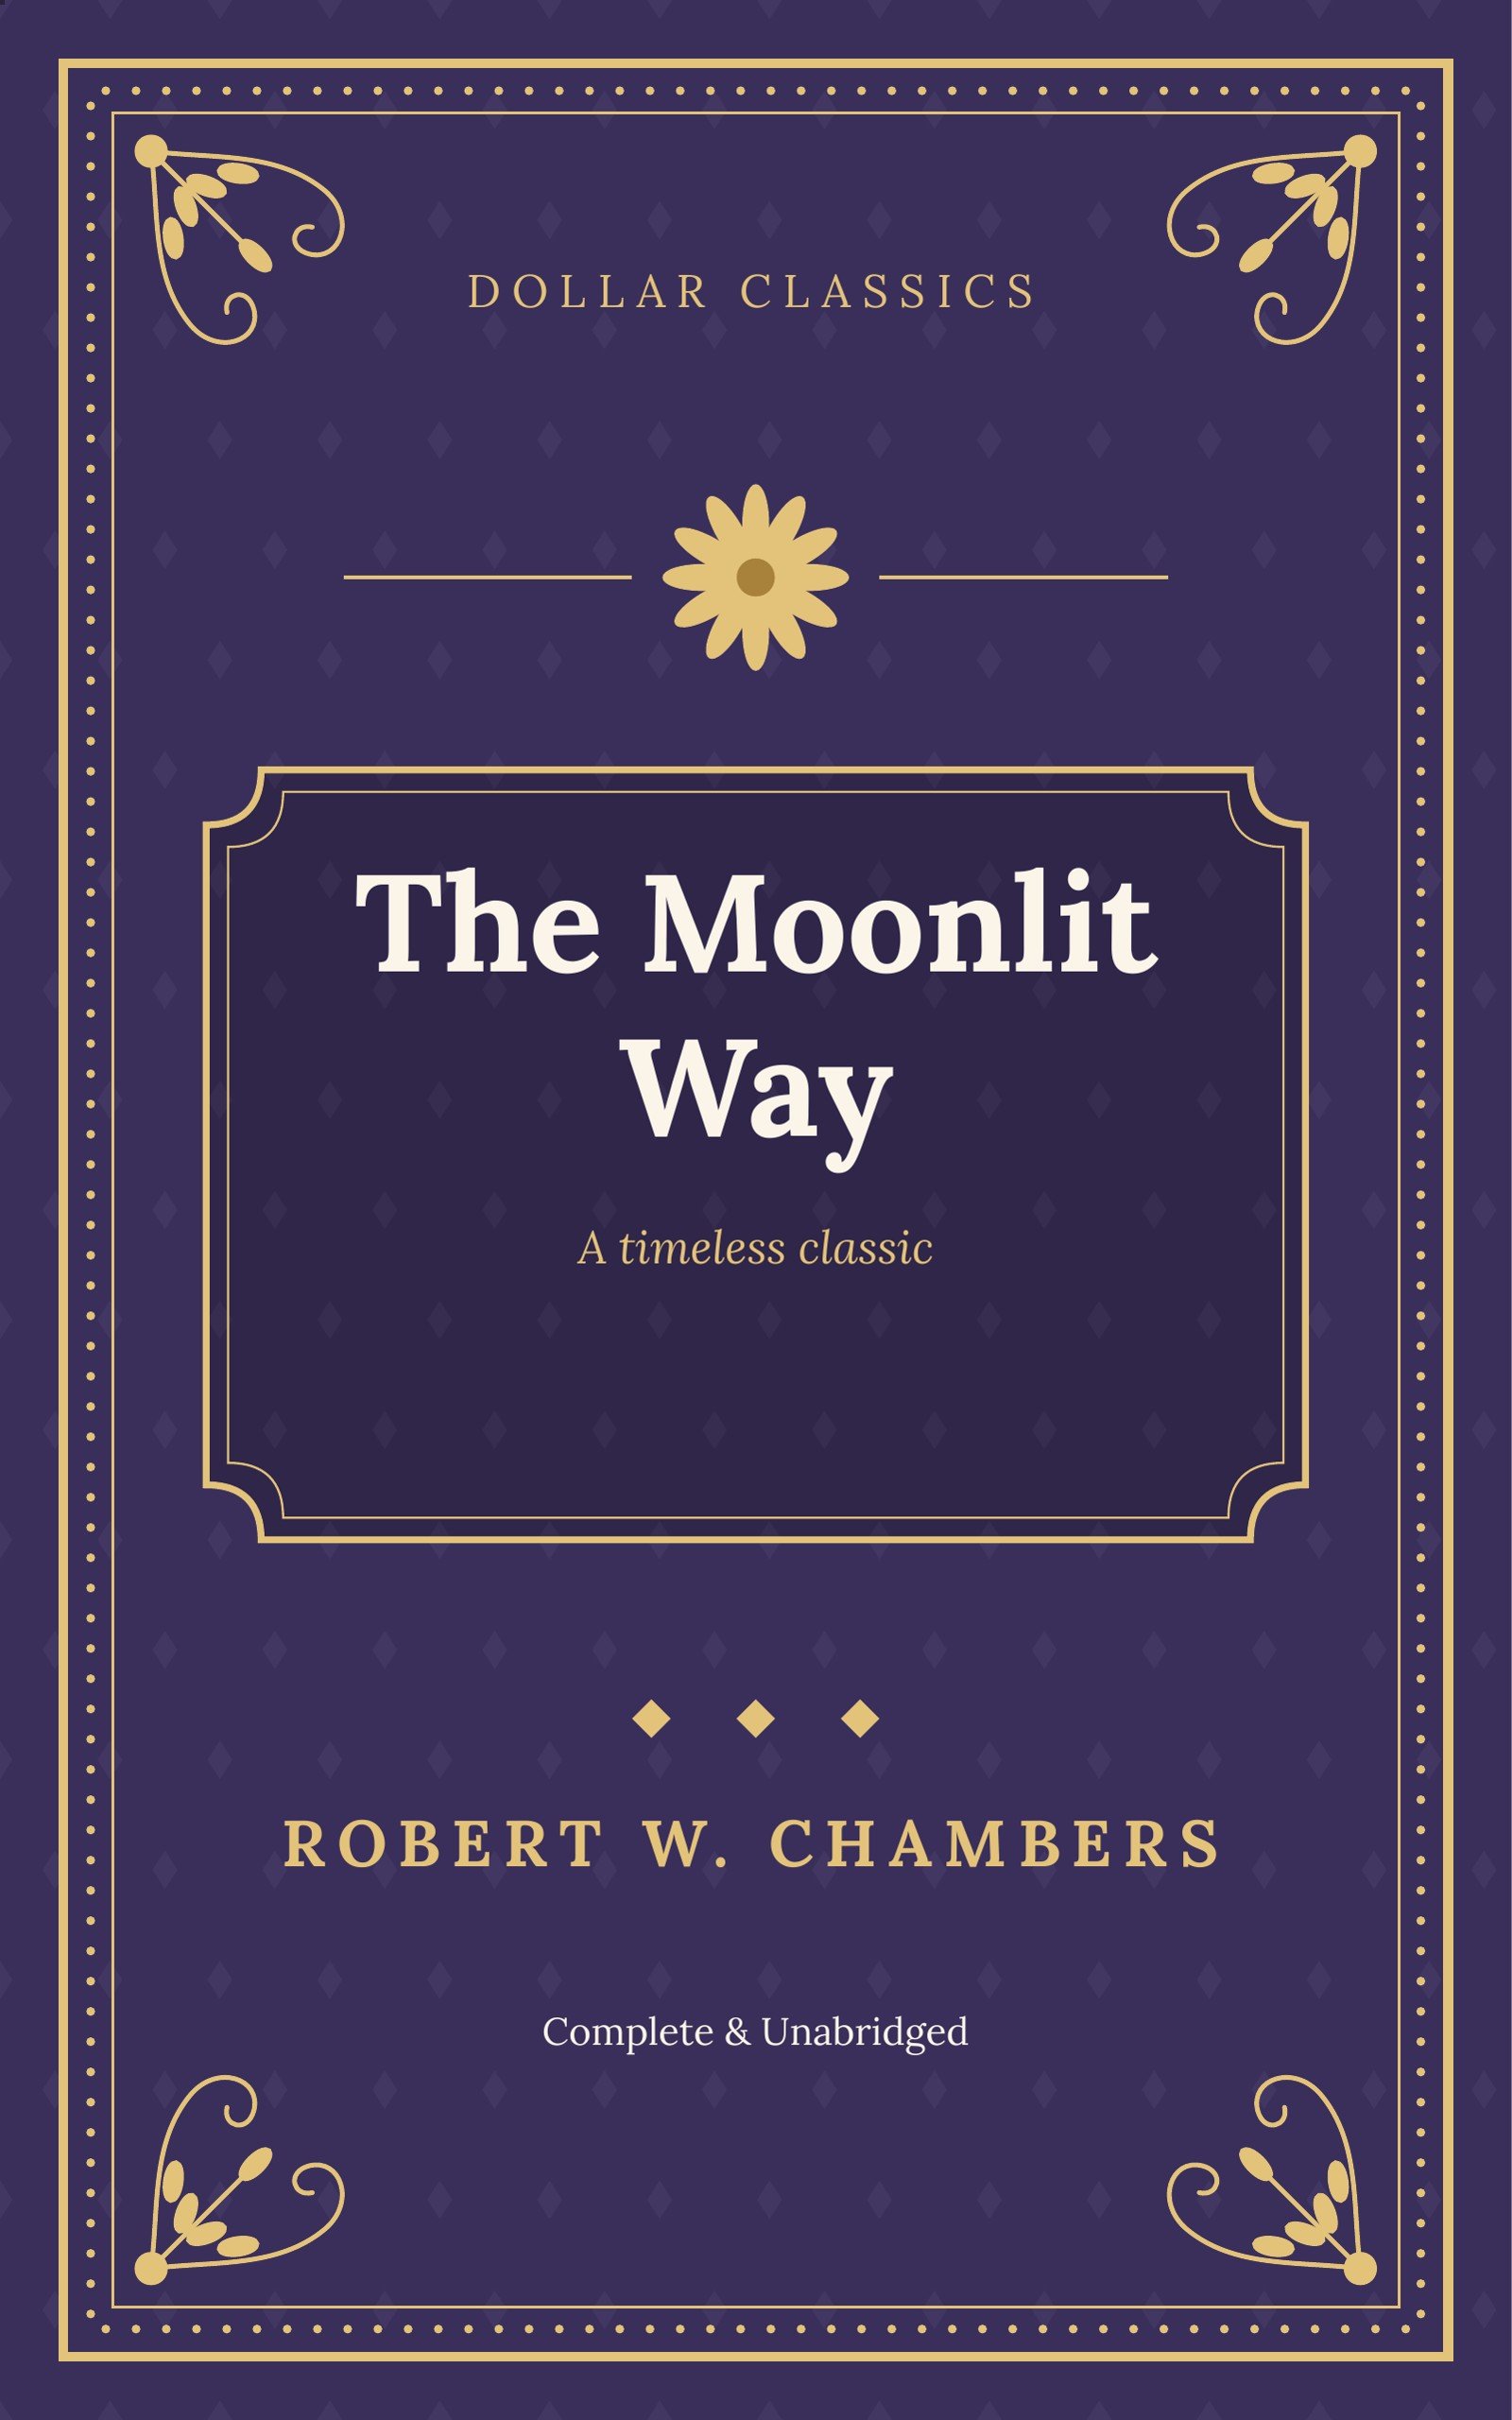 DOLLAR CLASSICS
The Moonlit
Way
A timeless classic
ROBERT W. CHAMBERS
Complete & Unabridged